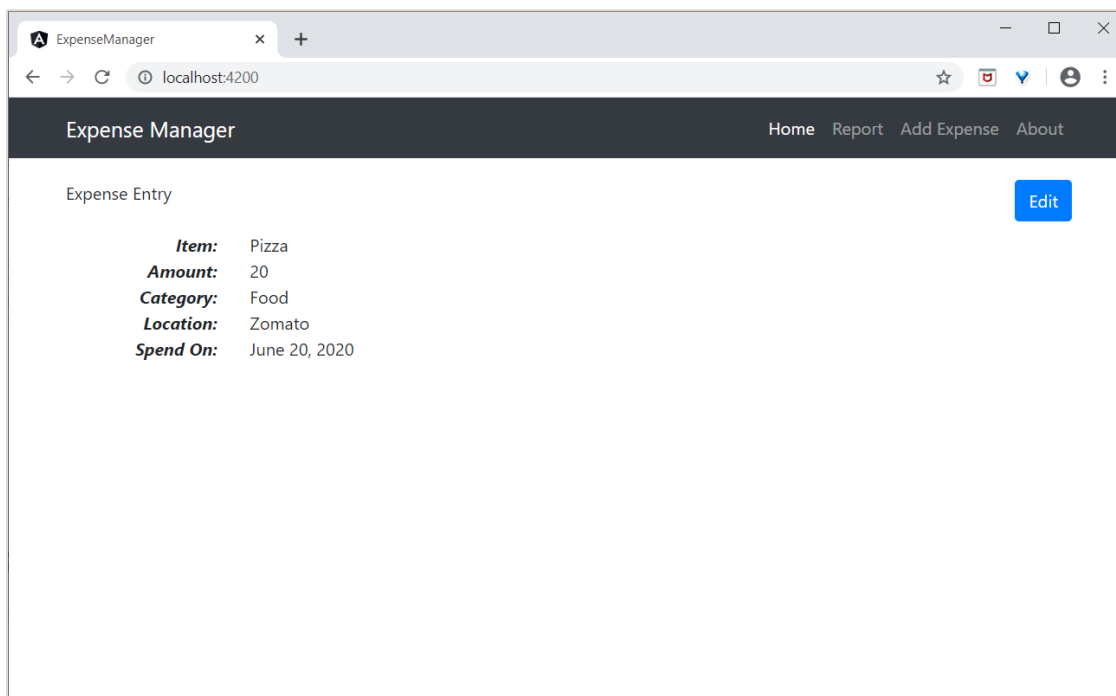 ExpenseManager
localhost:4200
Expense Manager Home Report Add Expense About
Expense Entry Edit
Item: Pizza
Amount: 20
Category: Food
Location: Zomato
Spend On: June 20, 2020